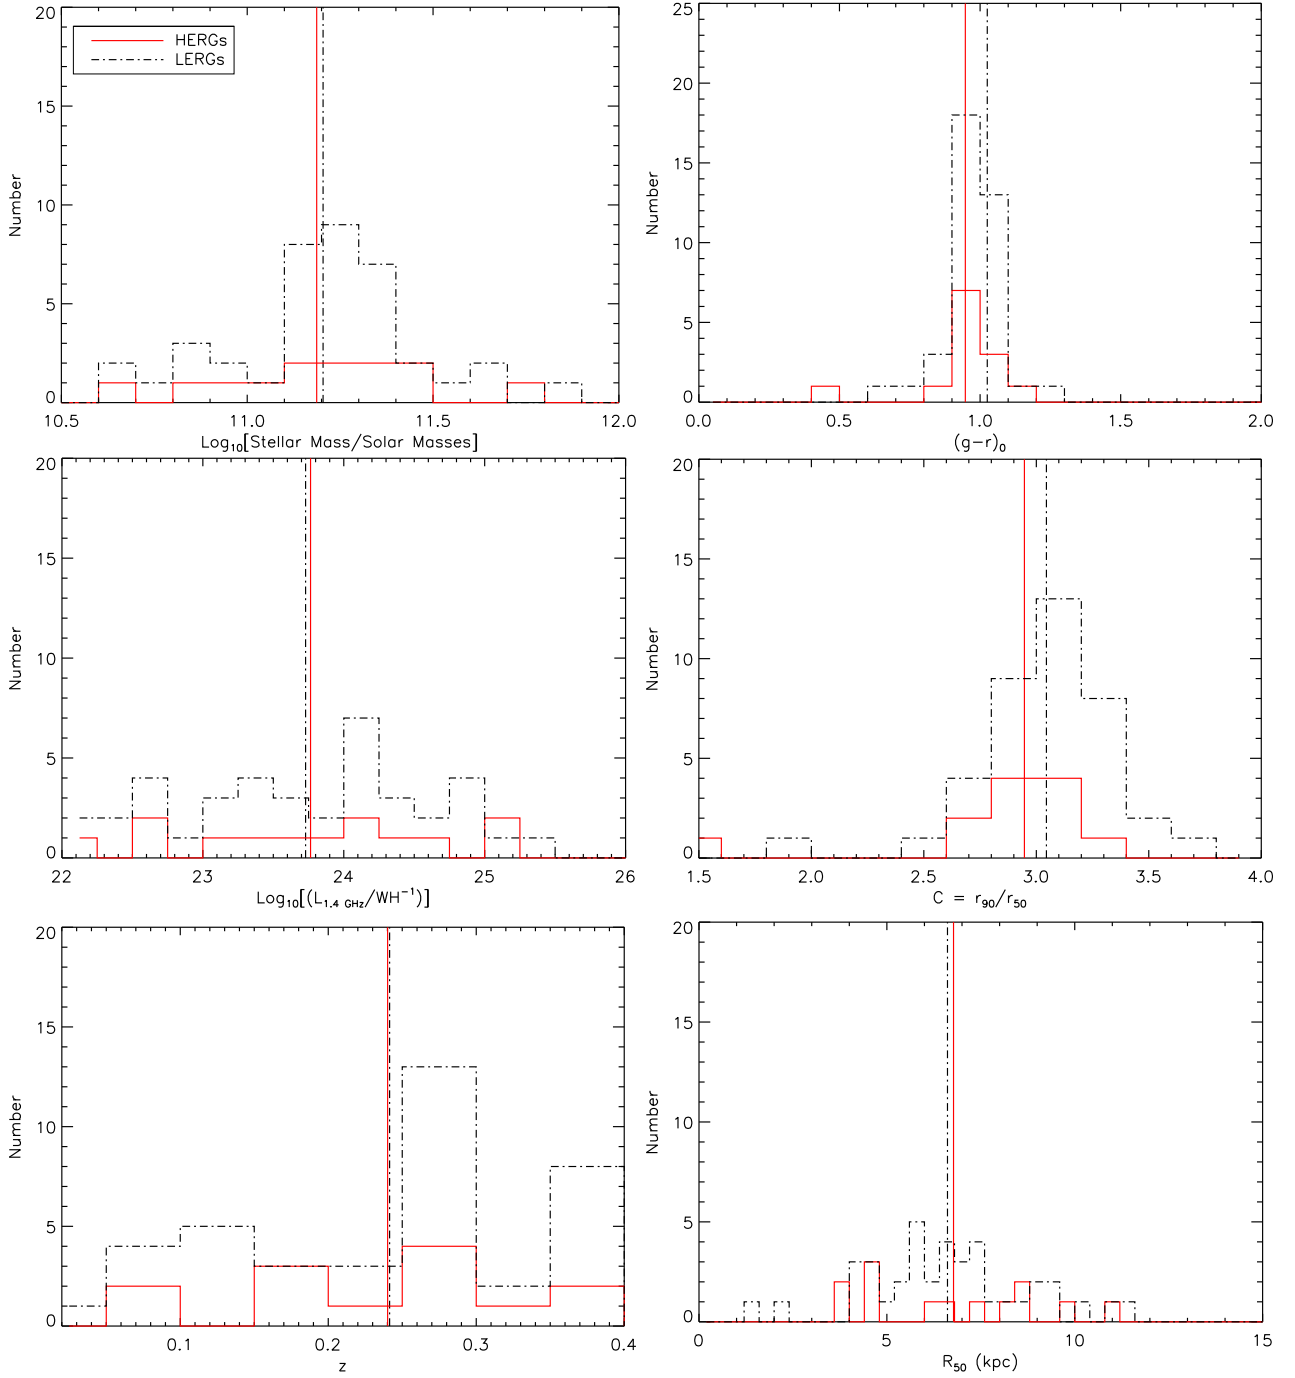 20
15
10
5
0
Number
HERGs
LERGs
10.5 11.0 11.5 12.0
Log10[Stellar Mass/Solar Masses]
25
20
15
10
5
0
Number
0.0 0.5 1.0 1.5 2.0
(g−r)0
20
15
10
5
0
Number
22 23 24 25 26
Log10[(L1.4 GHz/WH−1)]
20
15
10
5
0
Number
1.5 2.0 2.5 3.0 3.5 4.0
C = r90/r50
20
15
10
5
0
Number
0.1 0.2 0.3 0.4
z
20
15
10
5
0
Number
0 5 10 15
R50 (kpc)